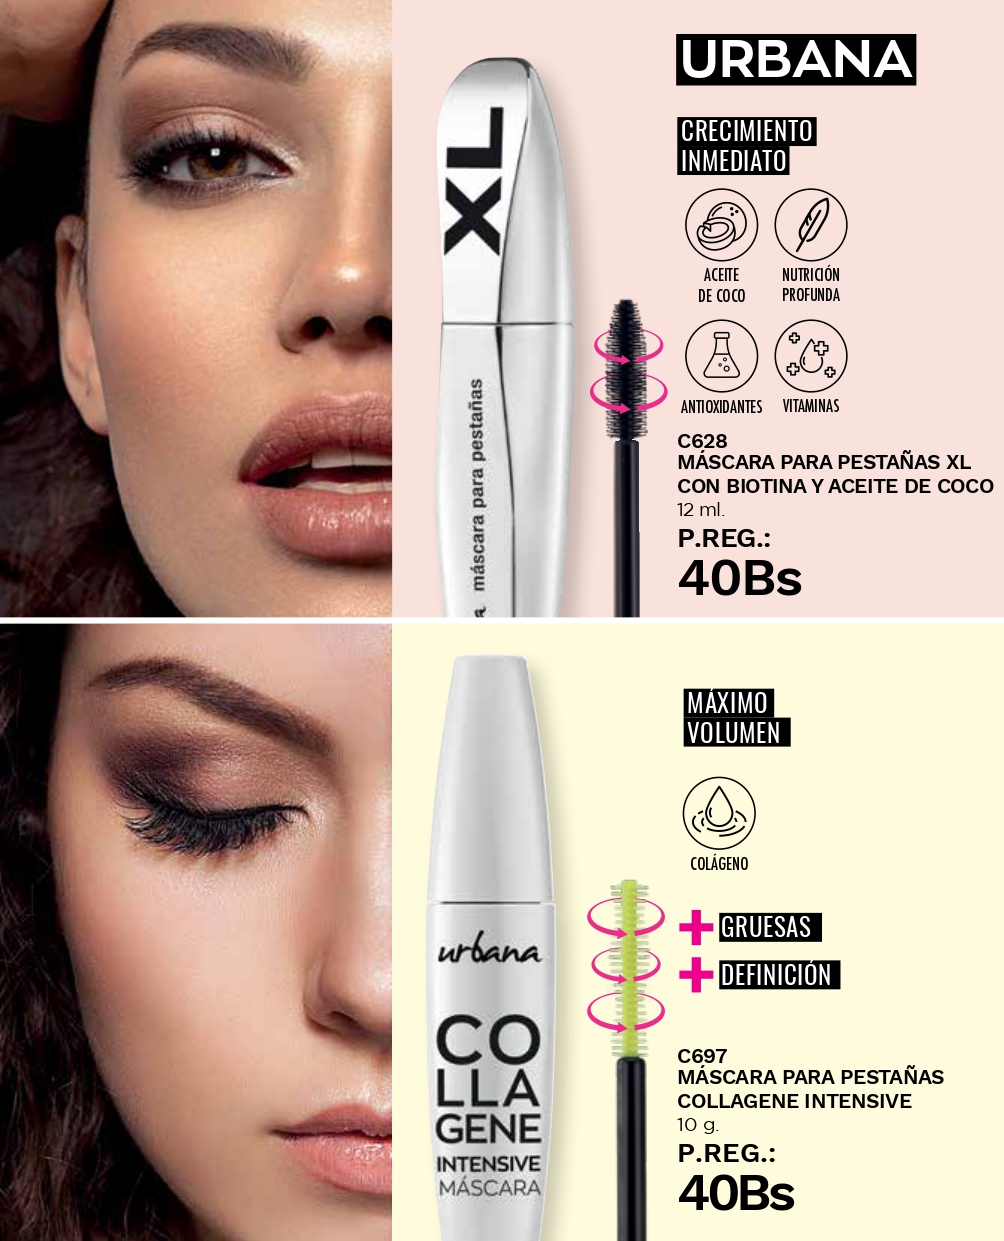 URBANA
CRECIMIENTO
INMEDIATO
ACEITE
DE COCO
NUTRICIÓN
PROFUNDA
ANTIOXIDANTES
VITAMINAS
C628
MÁSCARA PARA PESTAÑAS XL
CON BIOTINA Y ACEITE DE COCO
12 ml.
P.REG.:
40Bs
XL
máscara para pestañas
MÁXIMO
VOLUMEN
COLÁGENO
+ GRUESAS
+ DEFINICIÓN
C697
MÁSCARA PARA PESTAÑAS
COLLAGENE INTENSIVE
10 g.
P.REG.:
40Bs
urbana
CO
LLA
GENE
INTENSIVE
MÁSCARA